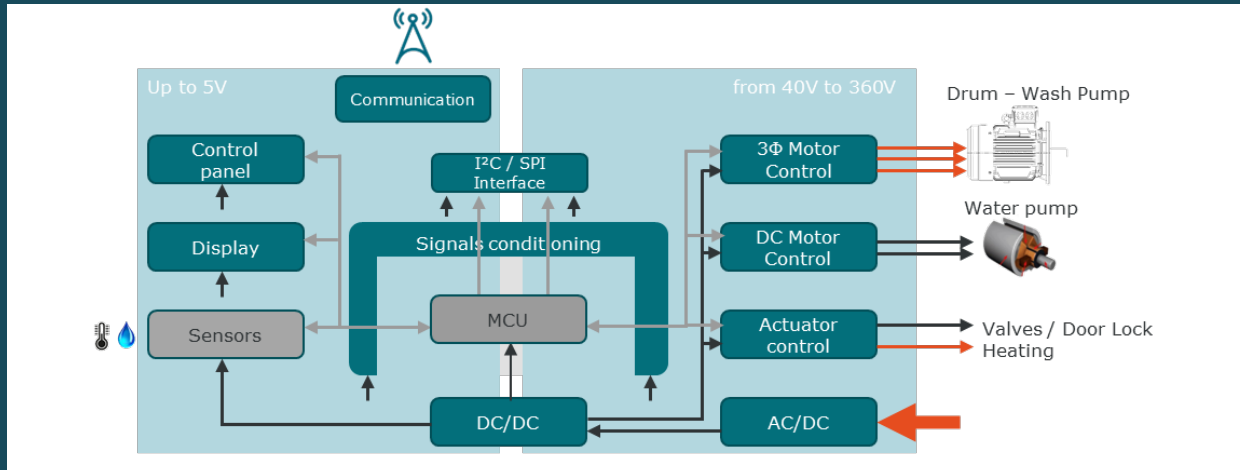 Up to 5V
Communication
from 40V to 360V
Drum – Wash Pump
Control
panel
I²C / SPI
Interface
3Φ Motor
Control
Water pump
Display
Signals conditioning
DC Motor
Control
Sensors
MCU
Actuator
control
Valves / Door Lock
Heating
DC/DC
AC/DC